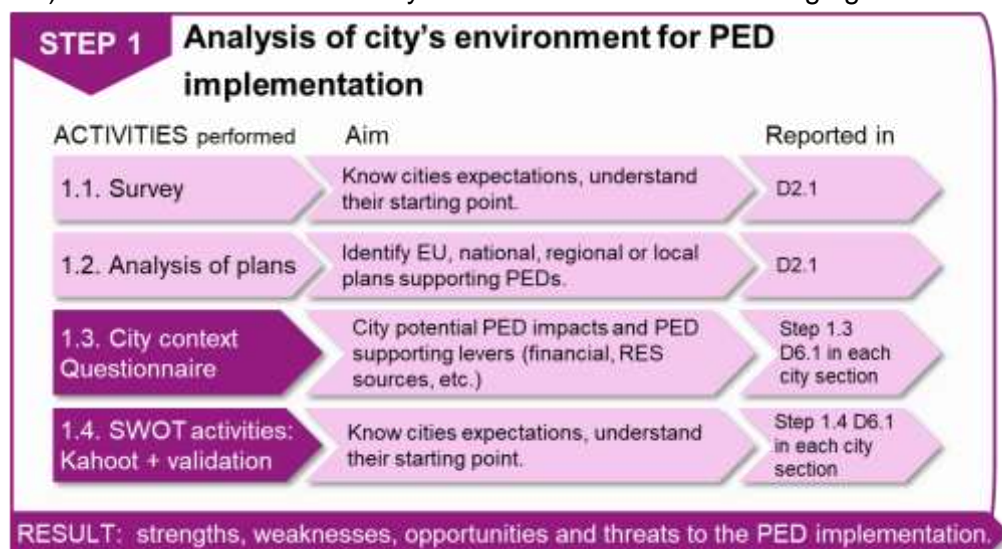 STEP 1
Analysis of city's environment for PED
implementation
ACTIVITIES performed
Aim
Reported in
1.1. Survey
Know cities expectations, understand
their starting point.
D2.1
1.2. Analysis of plans
Identify EU, national, regional or local
plans supporting PEDs.
D2.1
1.3. City context
Questionnaire
City potential PED impacts and PED
supporting levers (financial, RES
sources, etc.)
Step 1.3
D6.1 in each
city section
1.4. SWOT activities:
Kahoot + validation
Know cities expectations, understand
their starting point.
Step 1.4 D6.1
in each city
section
RESULT: strengths, weaknesses, opportunities and threats to the PED implementation.